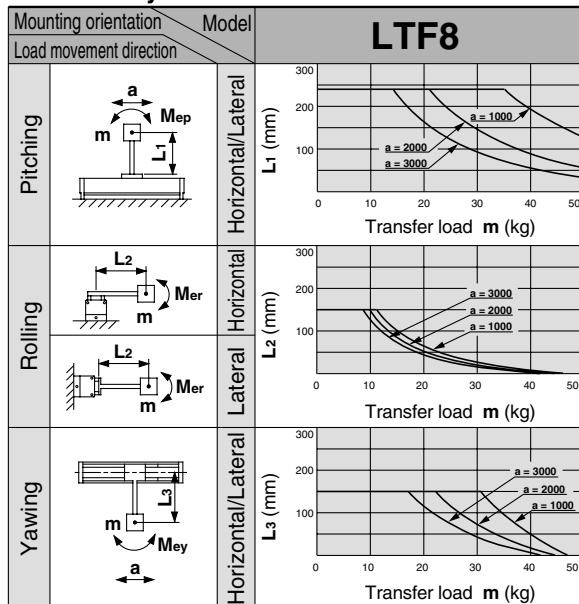 Mounting orientation
Model
Load movement direction
LTF8
Pitching
a
Mep
m
L1
Horizontal/Lateral
L1 (mm)
300
200
100
a = 1000
a = 2000
a = 3000
0 10 20 30 40 50
Transfer load m (kg)
Rolling
L2
Mer
m
Horizontal
L2
Mer
m
Lateral
L2 (mm)
300
200
100
a = 3000
a = 2000
a = 1000
0 10 20 30 40 50
Transfer load m (kg)
Yawing
L3
m
Mey
a
Horizontal/Lateral
L3 (mm)
300
200
100
a = 3000
a = 2000
a = 1000
0 10 20 30 40 50
Transfer load m (kg)